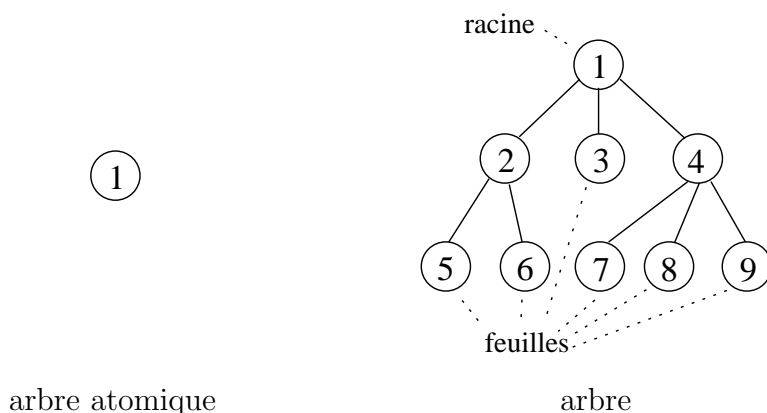 racine
1
1
2 3 4
5 6 7 8 9
feuilles
arbre atomique arbre